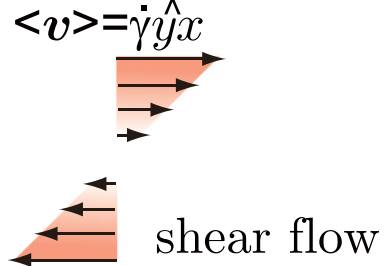 <v>=γ̇yx̂
shear flow